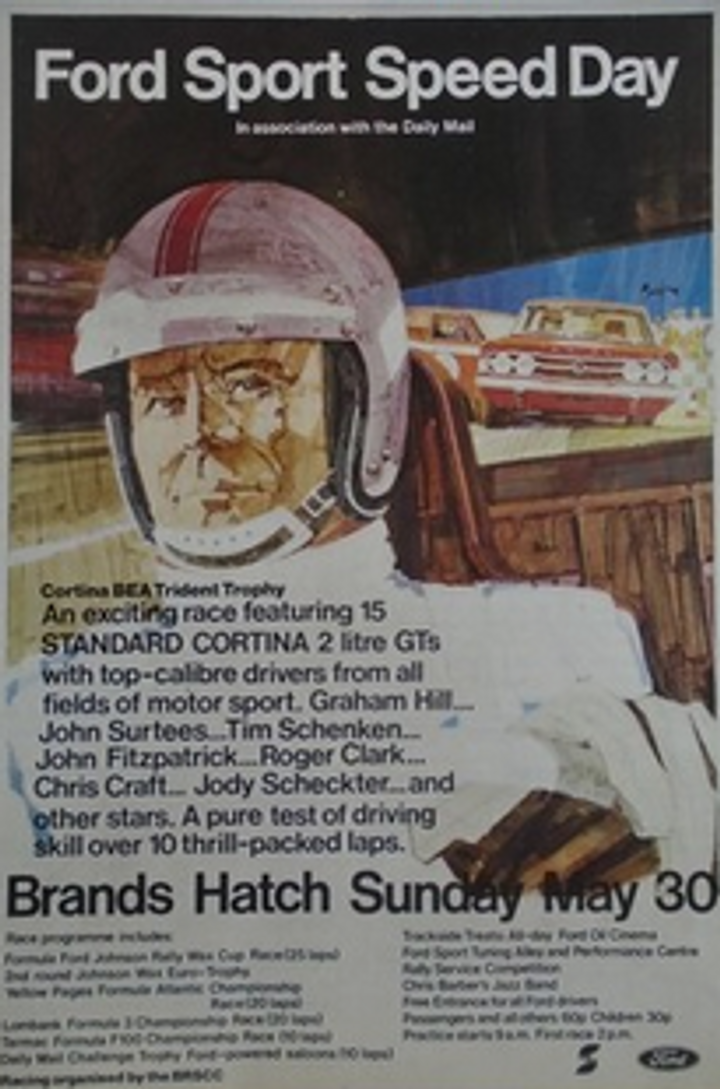 Ford Sport Speed Day
In association with the Daily Mail
Cortina BEA Trident Trophy
An exciting race featuring 15
STANDARD CORTINA 2 litre GTs
with top-calibre drivers from all
fields of motor sport. Graham Hill...
John Surtees...Tim Schenken...
John Fitzpatrick...Roger Clark...
Chris Craft... Jody Scheckter...and
other stars. A pure test of driving
skill over 10 thrill-packed laps.
Brands Hatch Sunday May 30
Race programme includes:
Formula Ford Johnson Rally Wax Cup Race (25 laps)
2nd round Johnson Wax Euro-Trophy
Yellow Pages Formula Atlantic Championship
Race (20 laps)
Lombank Formula 3 Championship Race (20 laps)
Tarmac Formula F100 Championship Race (10 laps)
Daily Mail Challenge Trophy Ford-powered saloons (10 laps)
Racing organised by the BRSCC
Trackside Treats: All-day Ford Oil Cinema
Ford Sport Tuning Alley and Performance Centre
Rally Service Competition
Chris Barber's Jazz Band
Free Entrance for all Ford drivers
Passengers and all others 60p Children 30p
Practice starts 9 a.m. First race 2 p.m.
Ford